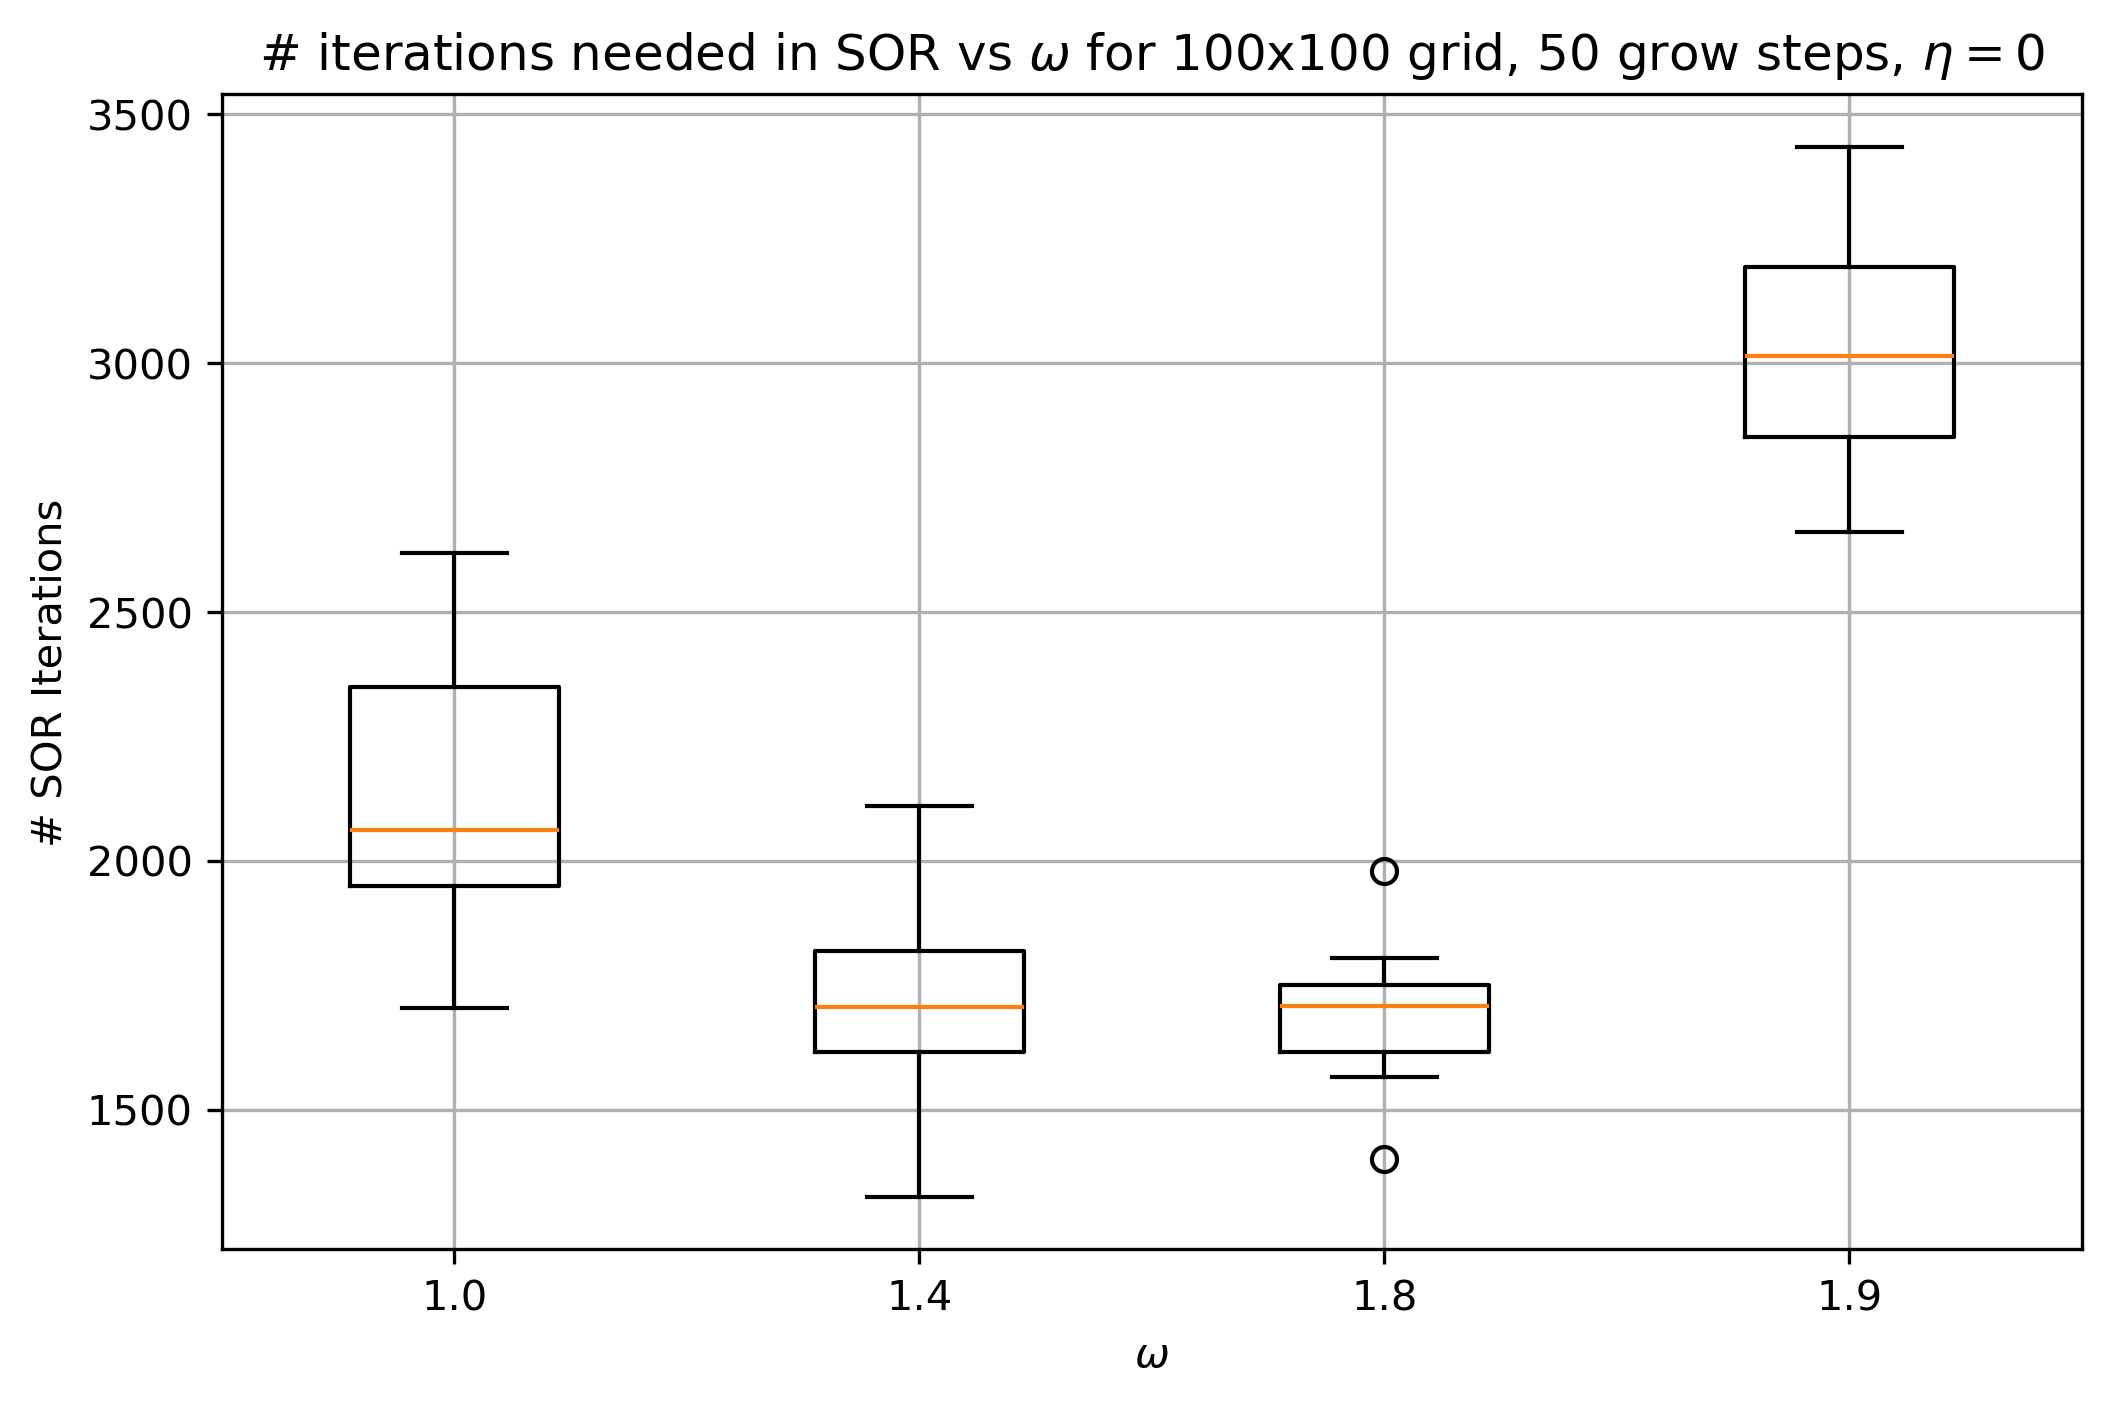 # iterations needed in SOR vs ω for 100x100 grid, 50 grow steps, η = 0
3500
3000
2500
2000
1500
# SOR Iterations
1.0 1.4 1.8 1.9
ω